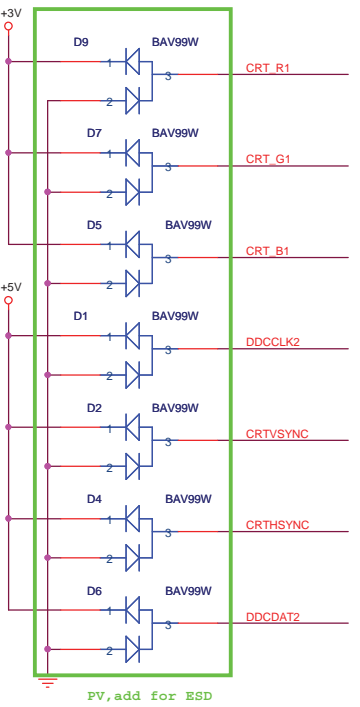 +3V
D9 BAV99W
1
3 CRT_R1
2
D7 BAV99W
1
3 CRT_G1
2
D5 BAV99W
1
3 CRT_B1
2
+5V
D1 BAV99W
1
3 DDCCLK2
2
D2 BAV99W
1
3 CRTVSYNC
2
D4 BAV99W
1
3 CRTHSYNC
2
D6 BAV99W
1
3 DDCDAT2
2
PV,add for ESD